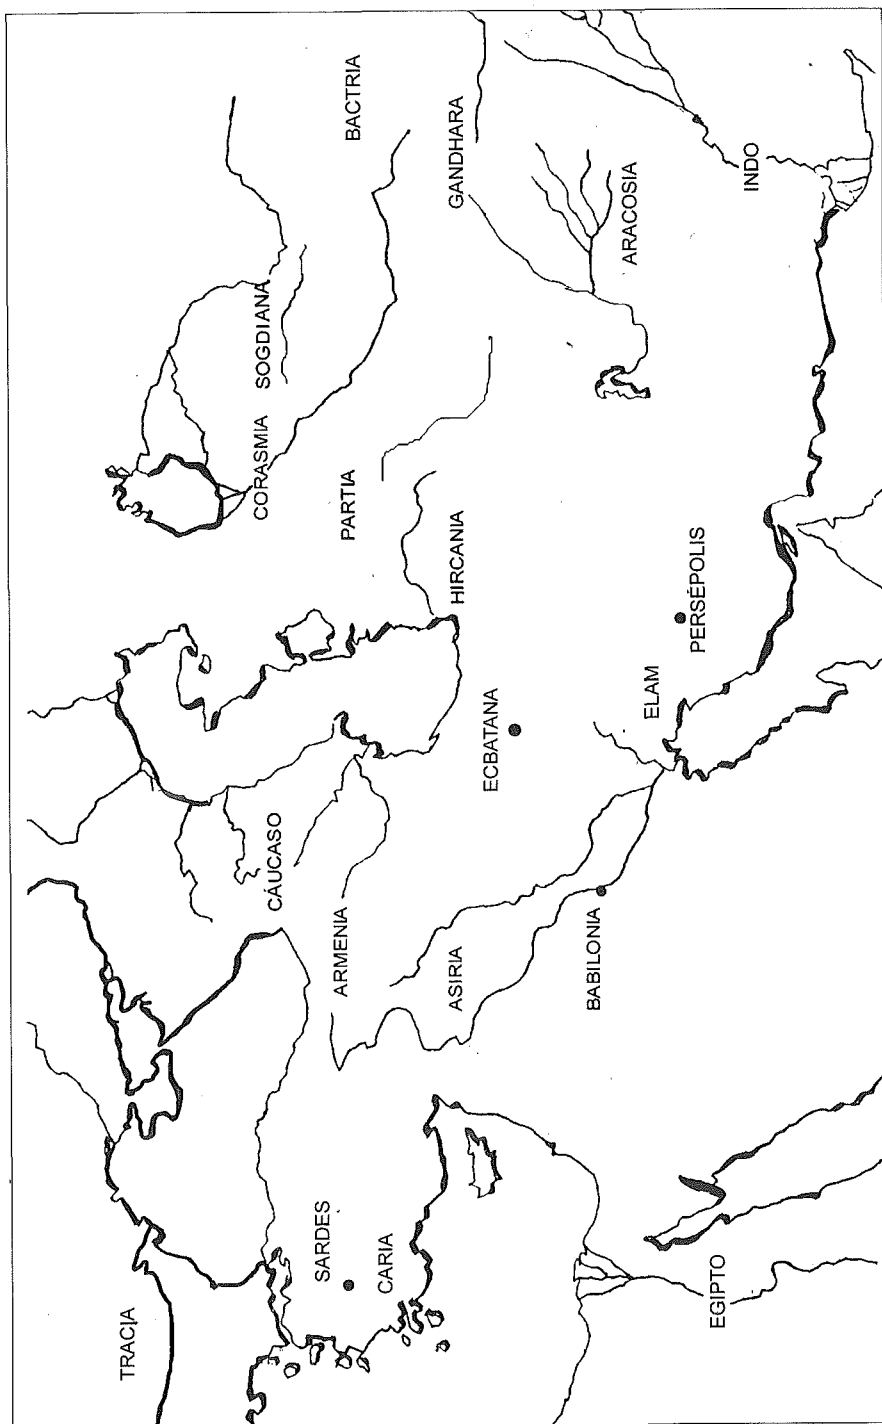 TRACIA
SARDES
CARIA
CÁUCASO
ARMENIA
ASIRIA
BABILONIA
EGIPTO
ECBATANA
ELAM
PERSÉPOLIS
HIRCANIA
PARTIA
CORASMIA
SOGDIANA
BACTRIA
GANDHARA
ARACOSIA
INDO